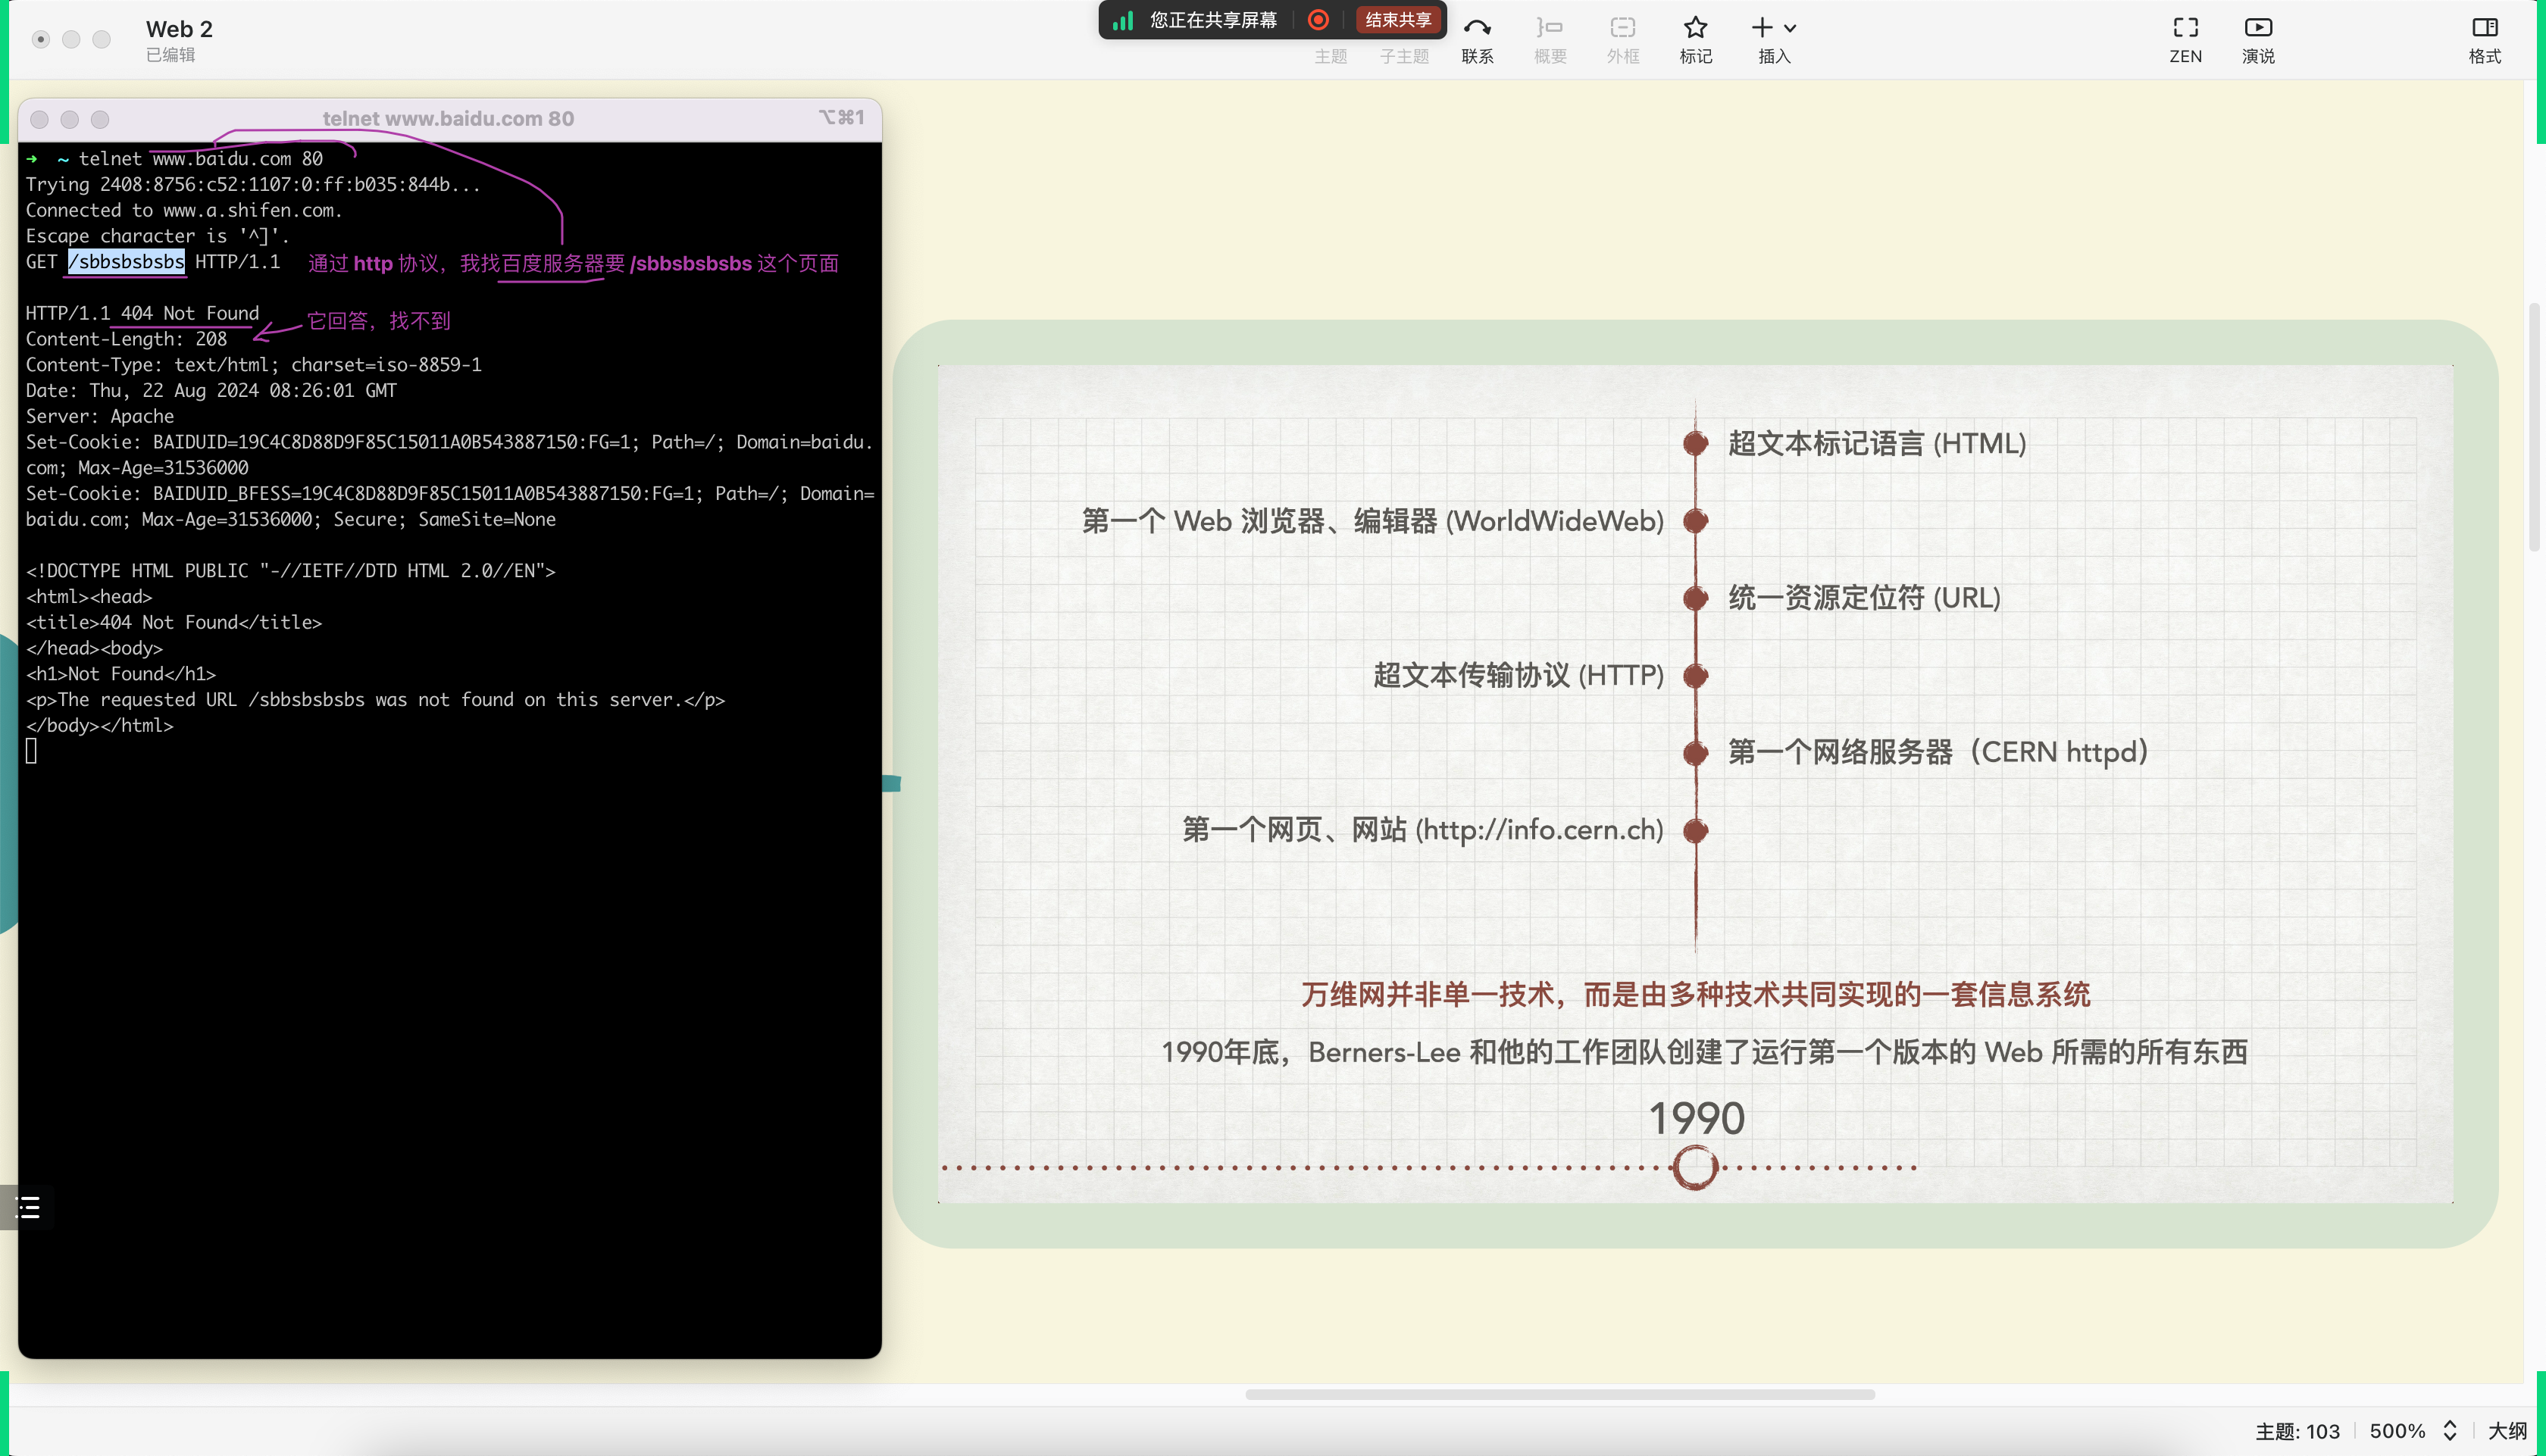 Web 2
已编辑
您正在共享屏幕 结束共享
主题 子主题 联系 概要 外框 标记 插入 ZEN 演说 格式
telnet www.baidu.com 80 ⌥⌘1
➜ ~ telnet www.baidu.com 80
Trying 2408:8756:c52:1107:0:ff:b035:844b...
Connected to www.a.shifen.com.
Escape character is '^]'.
GET /sbbsbsbsbs HTTP/1.1 通过 http 协议，我找百度服务器要 /sbbsbsbsbs 这个页面
HTTP/1.1 404 Not Found
它回答，找不到
Content-Length: 208
Content-Type: text/html; charset=iso-8859-1
Date: Thu, 22 Aug 2024 08:26:01 GMT
Server: Apache
Set-Cookie: BAIDUID=19C4C8D88D9F85C15011A0B543887150:FG=1; Path=/; Domain=baidu.
com; Max-Age=31536000
Set-Cookie: BAIDUID_BFESS=19C4C8D88D9F85C15011A0B543887150:FG=1; Path=/; Domain=
baidu.com; Max-Age=31536000; Secure; SameSite=None
<!DOCTYPE HTML PUBLIC "-//IETF//DTD HTML 2.0//EN">
<html><head>
<title>404 Not Found</title>
</head><body>
<h1>Not Found</h1>
<p>The requested URL /sbbsbsbsbs was not found on this server.</p>
</body></html>
超文本标记语言 (HTML)
第一个 Web 浏览器、编辑器 (WorldWideWeb)
统一资源定位符 (URL)
超文本传输协议 (HTTP)
第一个网络服务器（CERN httpd）
第一个网页、网站 (http://info.cern.ch)
万维网并非单一技术，而是由多种技术共同实现的一套信息系统
1990年底，Berners-Lee 和他的工作团队创建了运行第一个版本的 Web 所需的所有东西
1990
主题: 103 500% 大纲